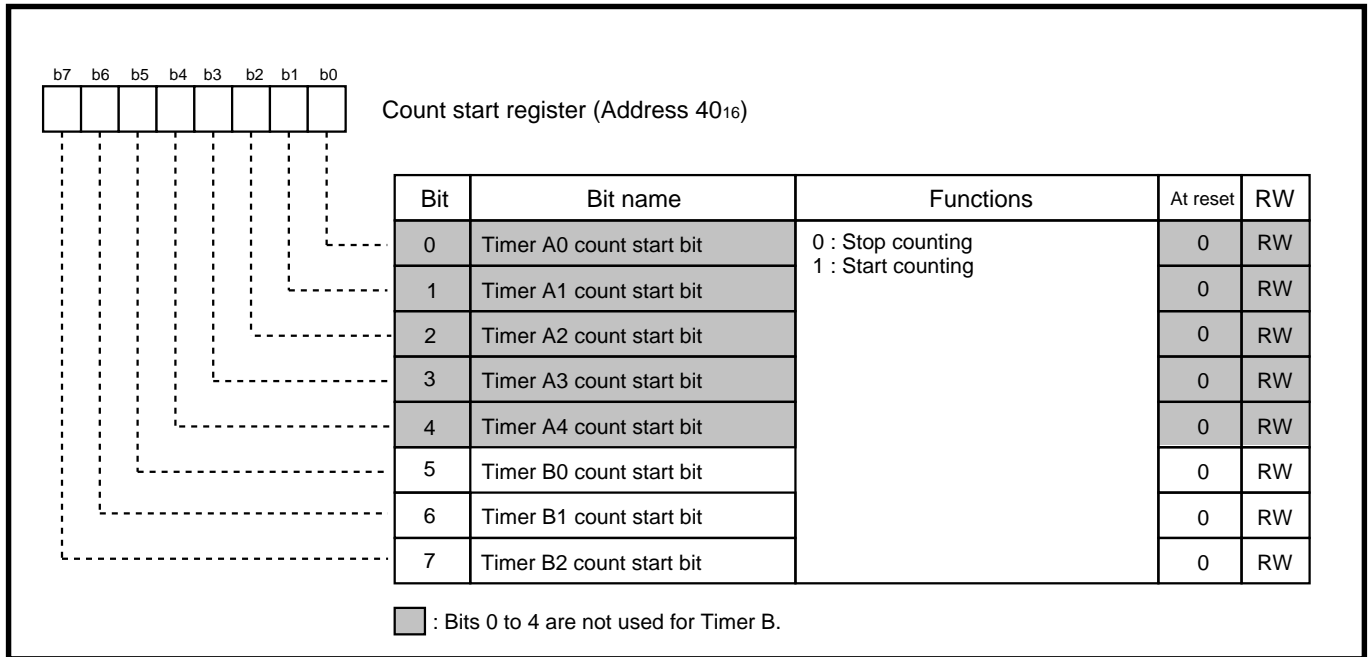 b7 b6 b5 b4 b3 b2 b1 b0
Count start register (Address 4016)
Bit Bit name Functions At reset RW
0 Timer A0 count start bit 0 : Stop counting 0 RW
1 : Start counting
1 Timer A1 count start bit 0 RW
2 Timer A2 count start bit 0 RW
3 Timer A3 count start bit 0 RW
4 Timer A4 count start bit 0 RW
5 Timer B0 count start bit 0 RW
6 Timer B1 count start bit 0 RW
7 Timer B2 count start bit 0 RW
: Bits 0 to 4 are not used for Timer B.